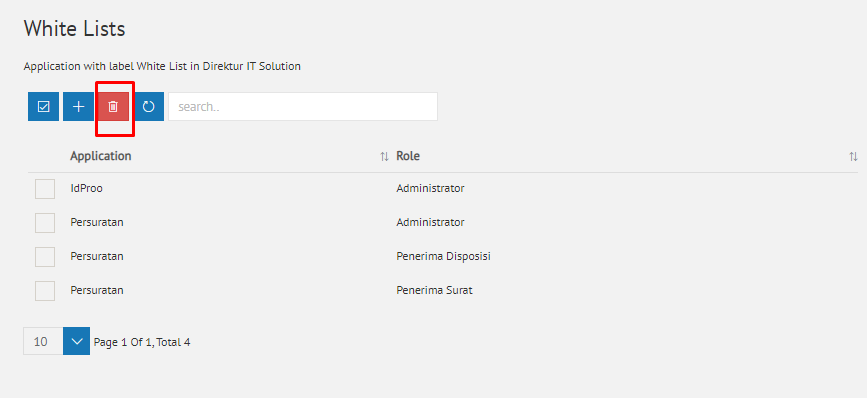 White Lists
Application with label White List in Direktur IT Solution
search..
Application Role
IdProo Administrator
Persuratan Administrator
Persuratan Penerima Disposisi
Persuratan Penerima Surat
10 Page 1 Of 1, Total 4